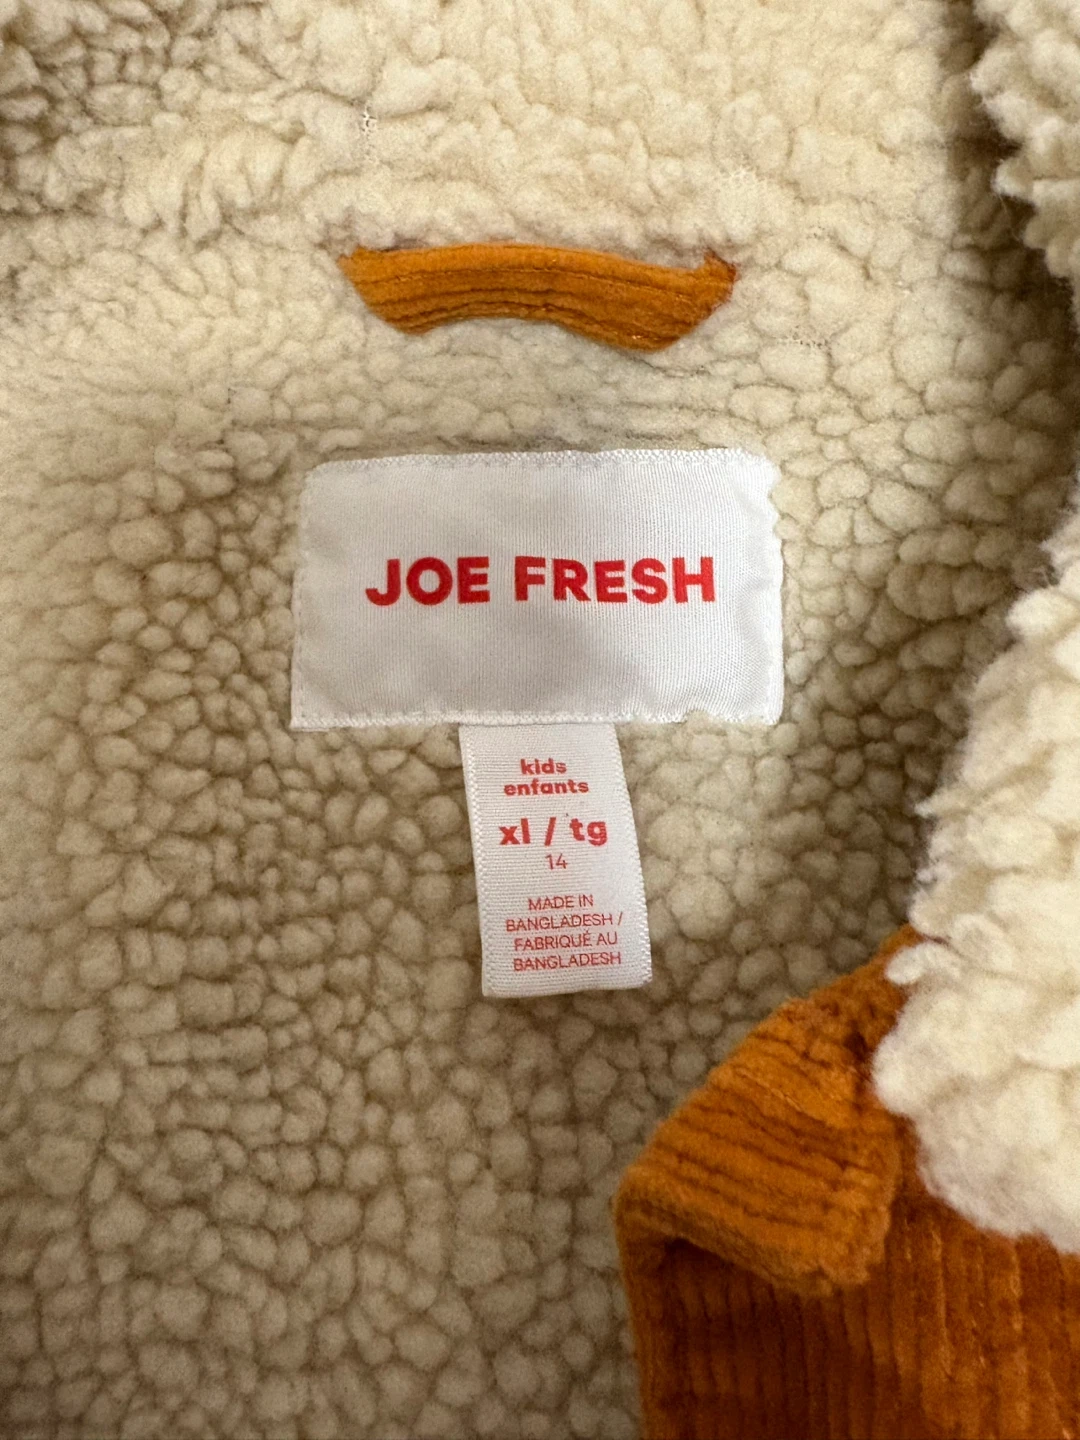 JOE FRESH
kids
enfants
xl / tg
14
MADE IN
BANGLADESH /
FABRIQUÉ AU
BANGLADESH